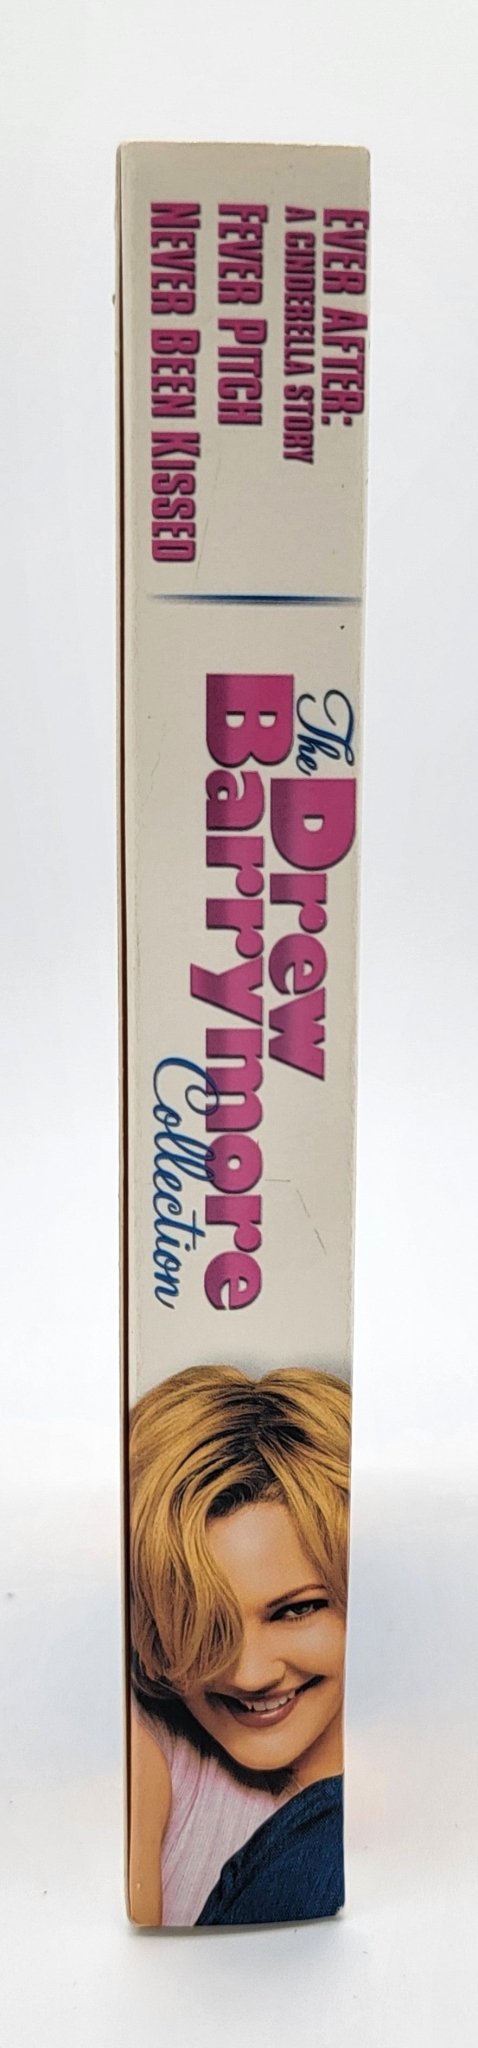 EVER AFTER:
A CINDERELLA STORY
FEVER PITCH
NEVER BEEN KISSED
The Drew
Barrymore
Collection